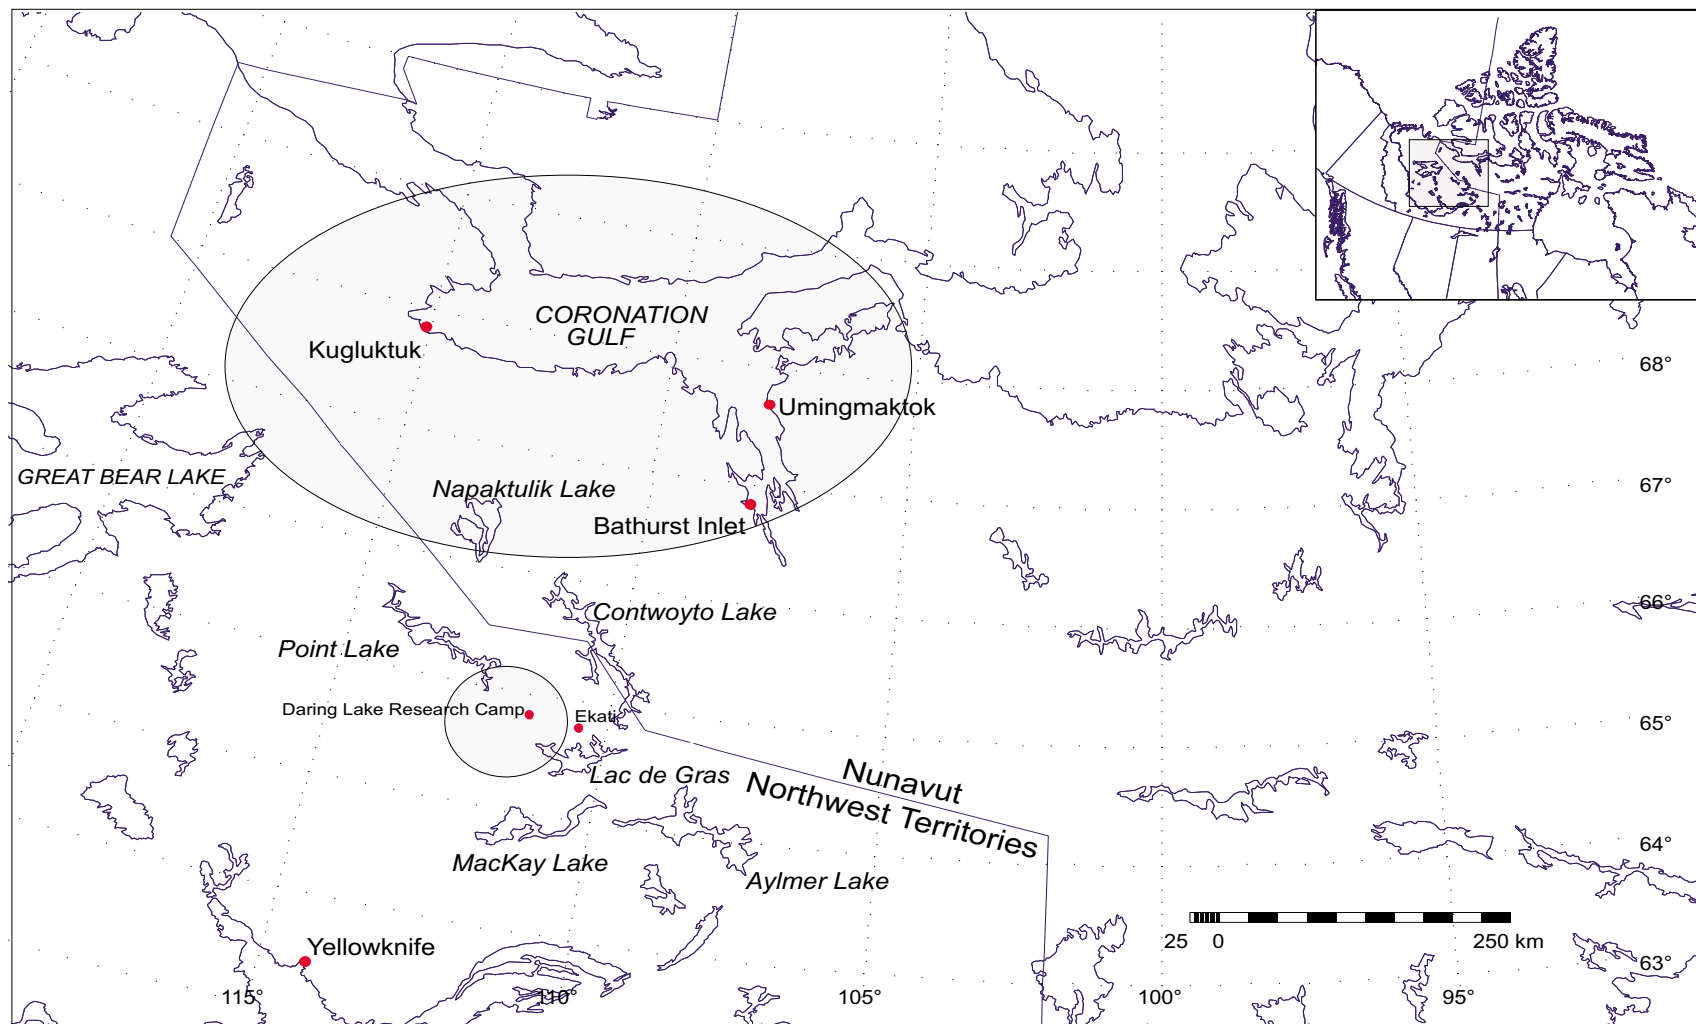 CORONATION
GULF
Kugluktuk
68°
Umingmaktok
GREAT BEAR LAKE
Napaktulik Lake
67°
Bathurst Inlet
66°
Contwoyto Lake
Point Lake
Daring Lake Research Camp
Ekati
65°
Lac de Gras
Nunavut
Northwest Territories
MacKay Lake
64°
Aylmer Lake
25 0 250 km
Yellowknife
63°
115° 110° 105° 100° 95°